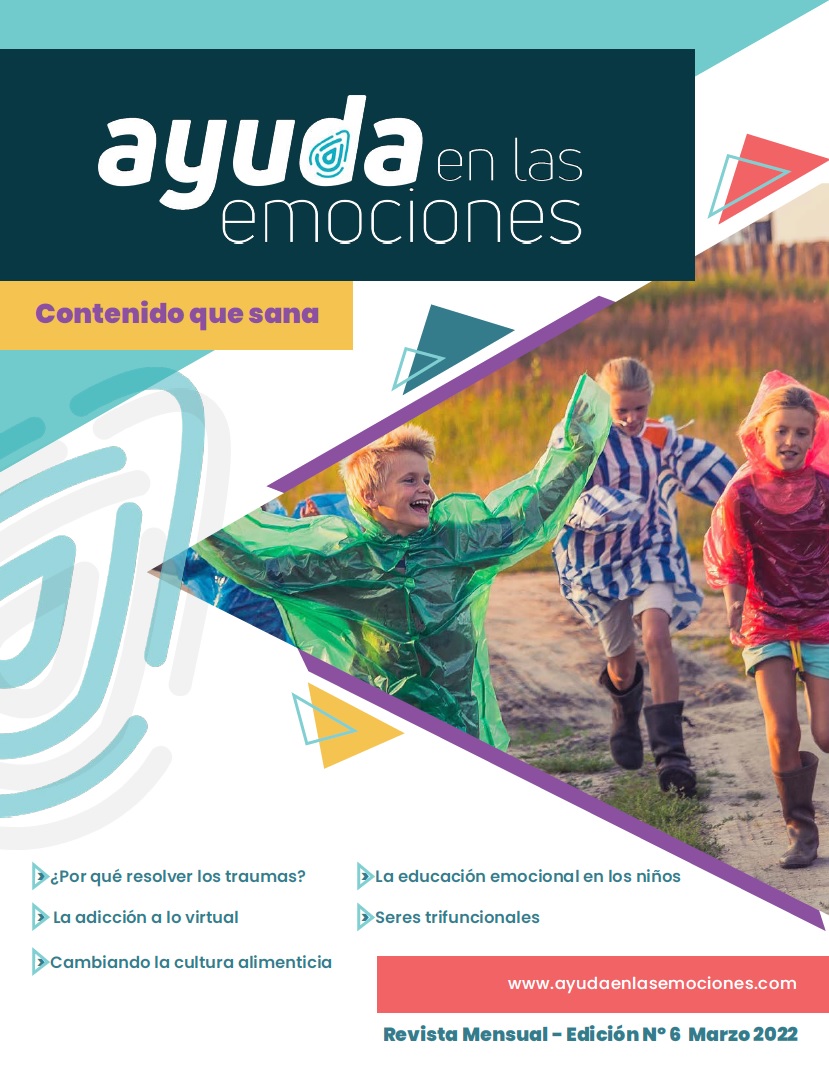 ayuda en las
emociones
Contenido que sana
¿Por qué resolver los traumas?
La adicción a lo virtual
Cambiando la cultura alimenticia
La educación emocional en los niños
Seres trifuncionales
www.ayudaenlasemociones.com
Revista Mensual - Edición Nº 6 Marzo 2022